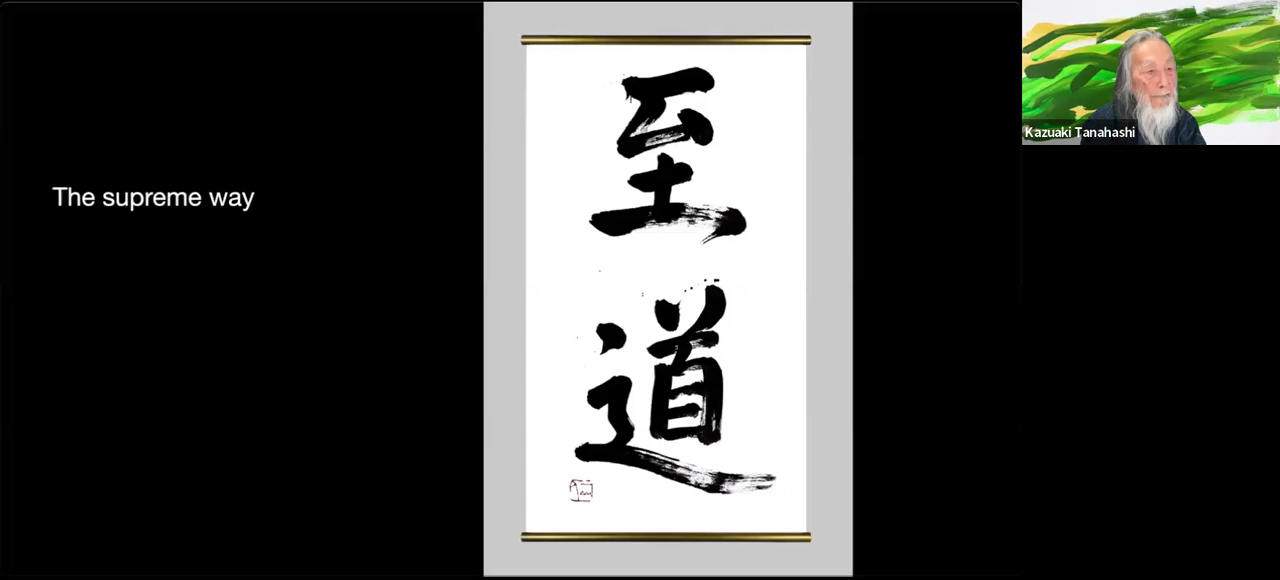 The supreme way
至
道
Kazuaki Tanahashi